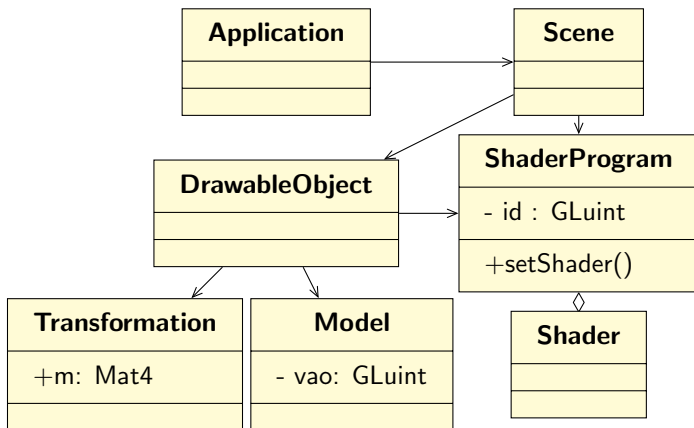 Application
Scene
DrawableObject
ShaderProgram
- id : GLuint
+setShader()
Transformation
+m: Mat4
Model
- vao: GLuint
Shader